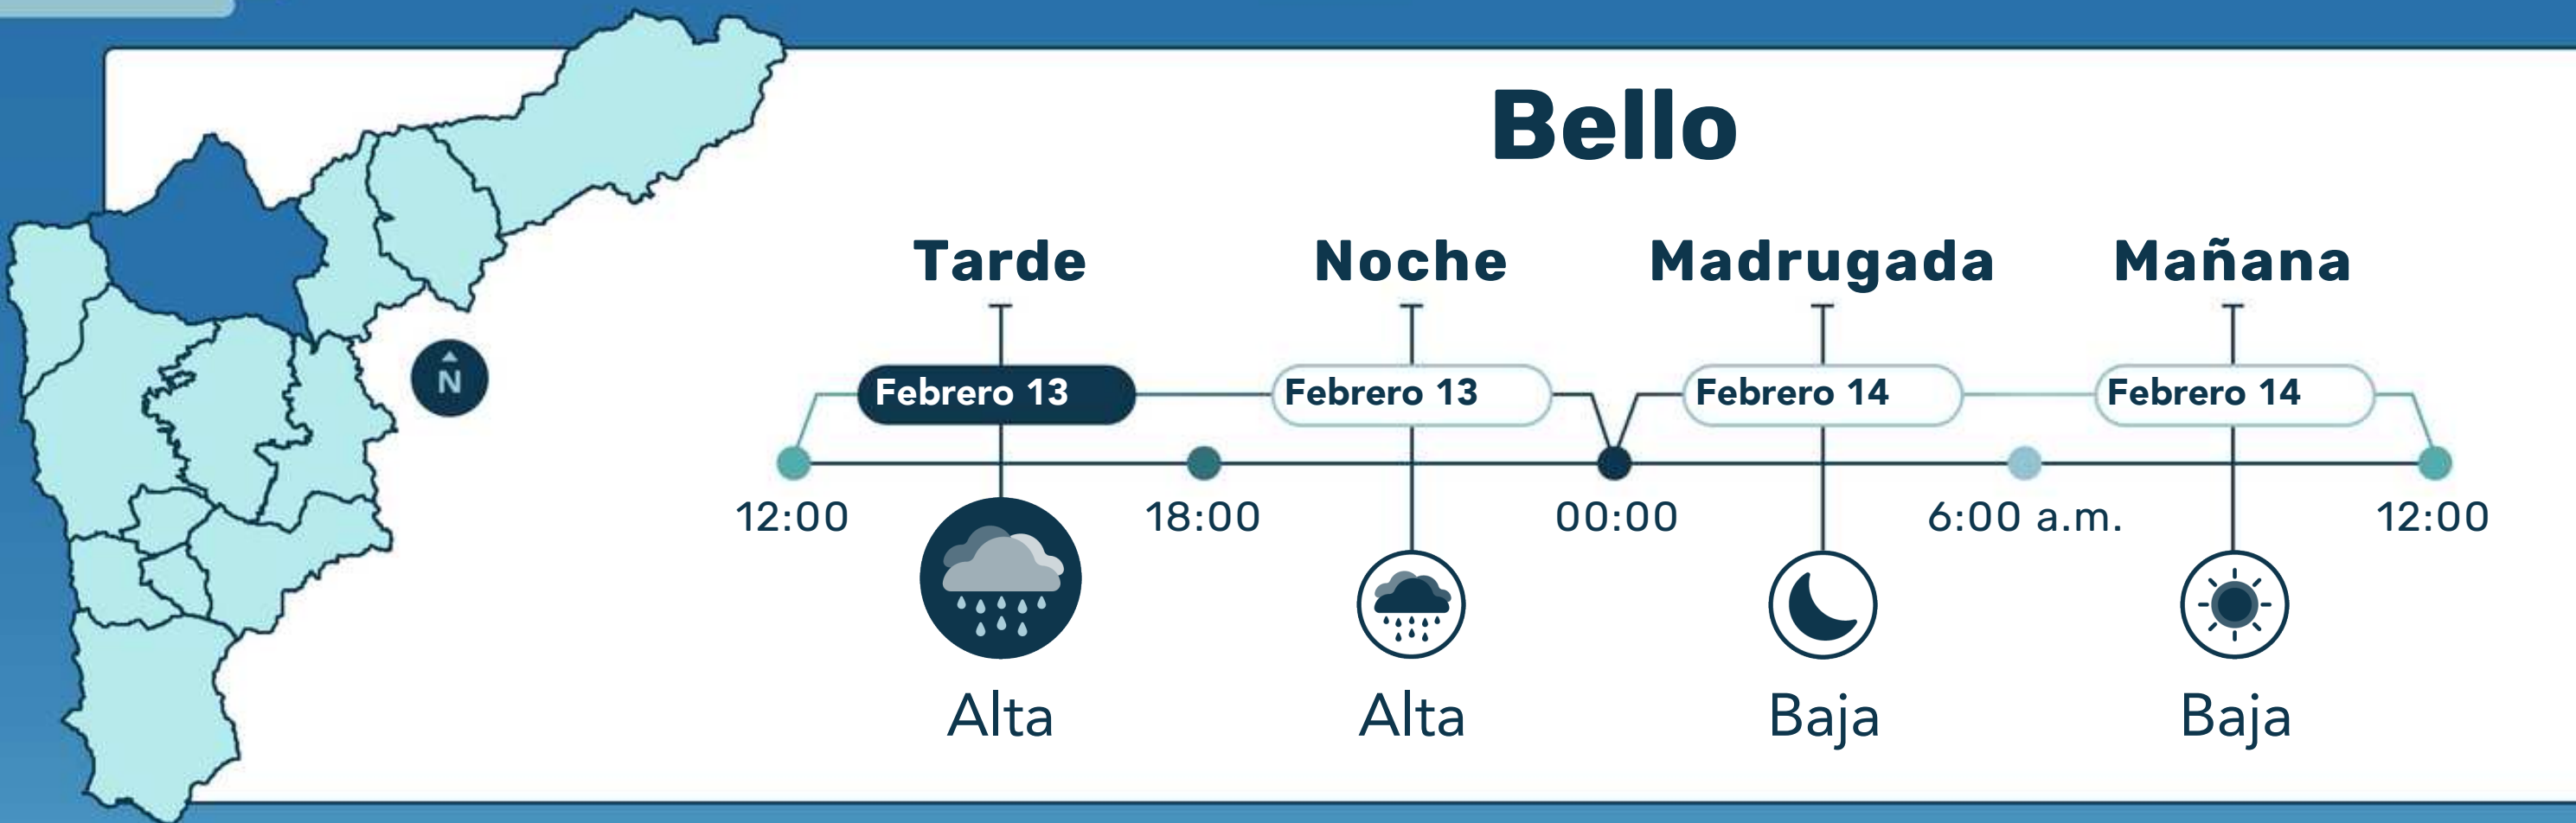 Bello
Tarde Noche Madrugada Mañana
N
Febrero 13 Febrero 13 Febrero 14 Febrero 14
12:00 18:00 00:00 6:00 a.m. 12:00
Alta Alta Baja Baja